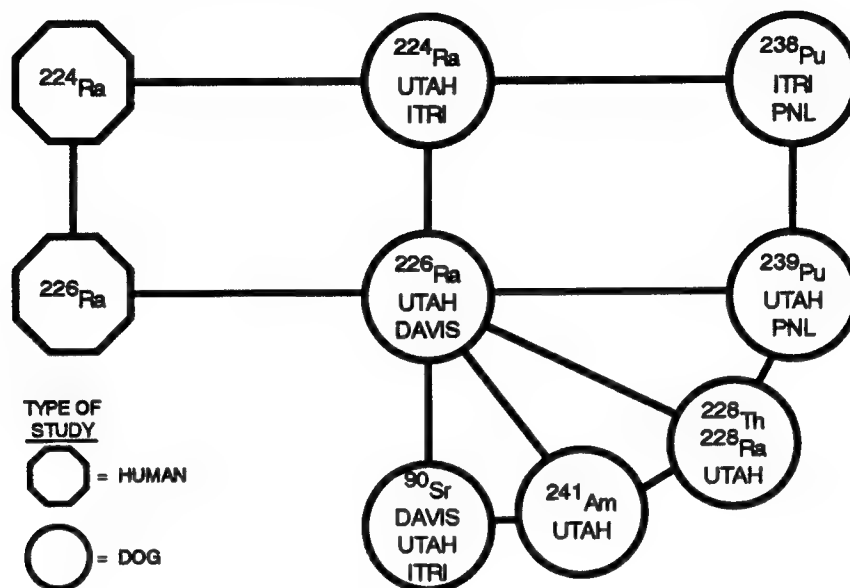 224Ra
224Ra
UTAH
ITRI
238Pu
ITRI
PNL
226Ra
226Ra
UTAH
DAVIS
239Pu
UTAH
PNL
228Th
228Ra
UTAH
90Sr
DAVIS
UTAH
ITRI
241Am
UTAH
TYPE OF
STUDY
= HUMAN
= DOG